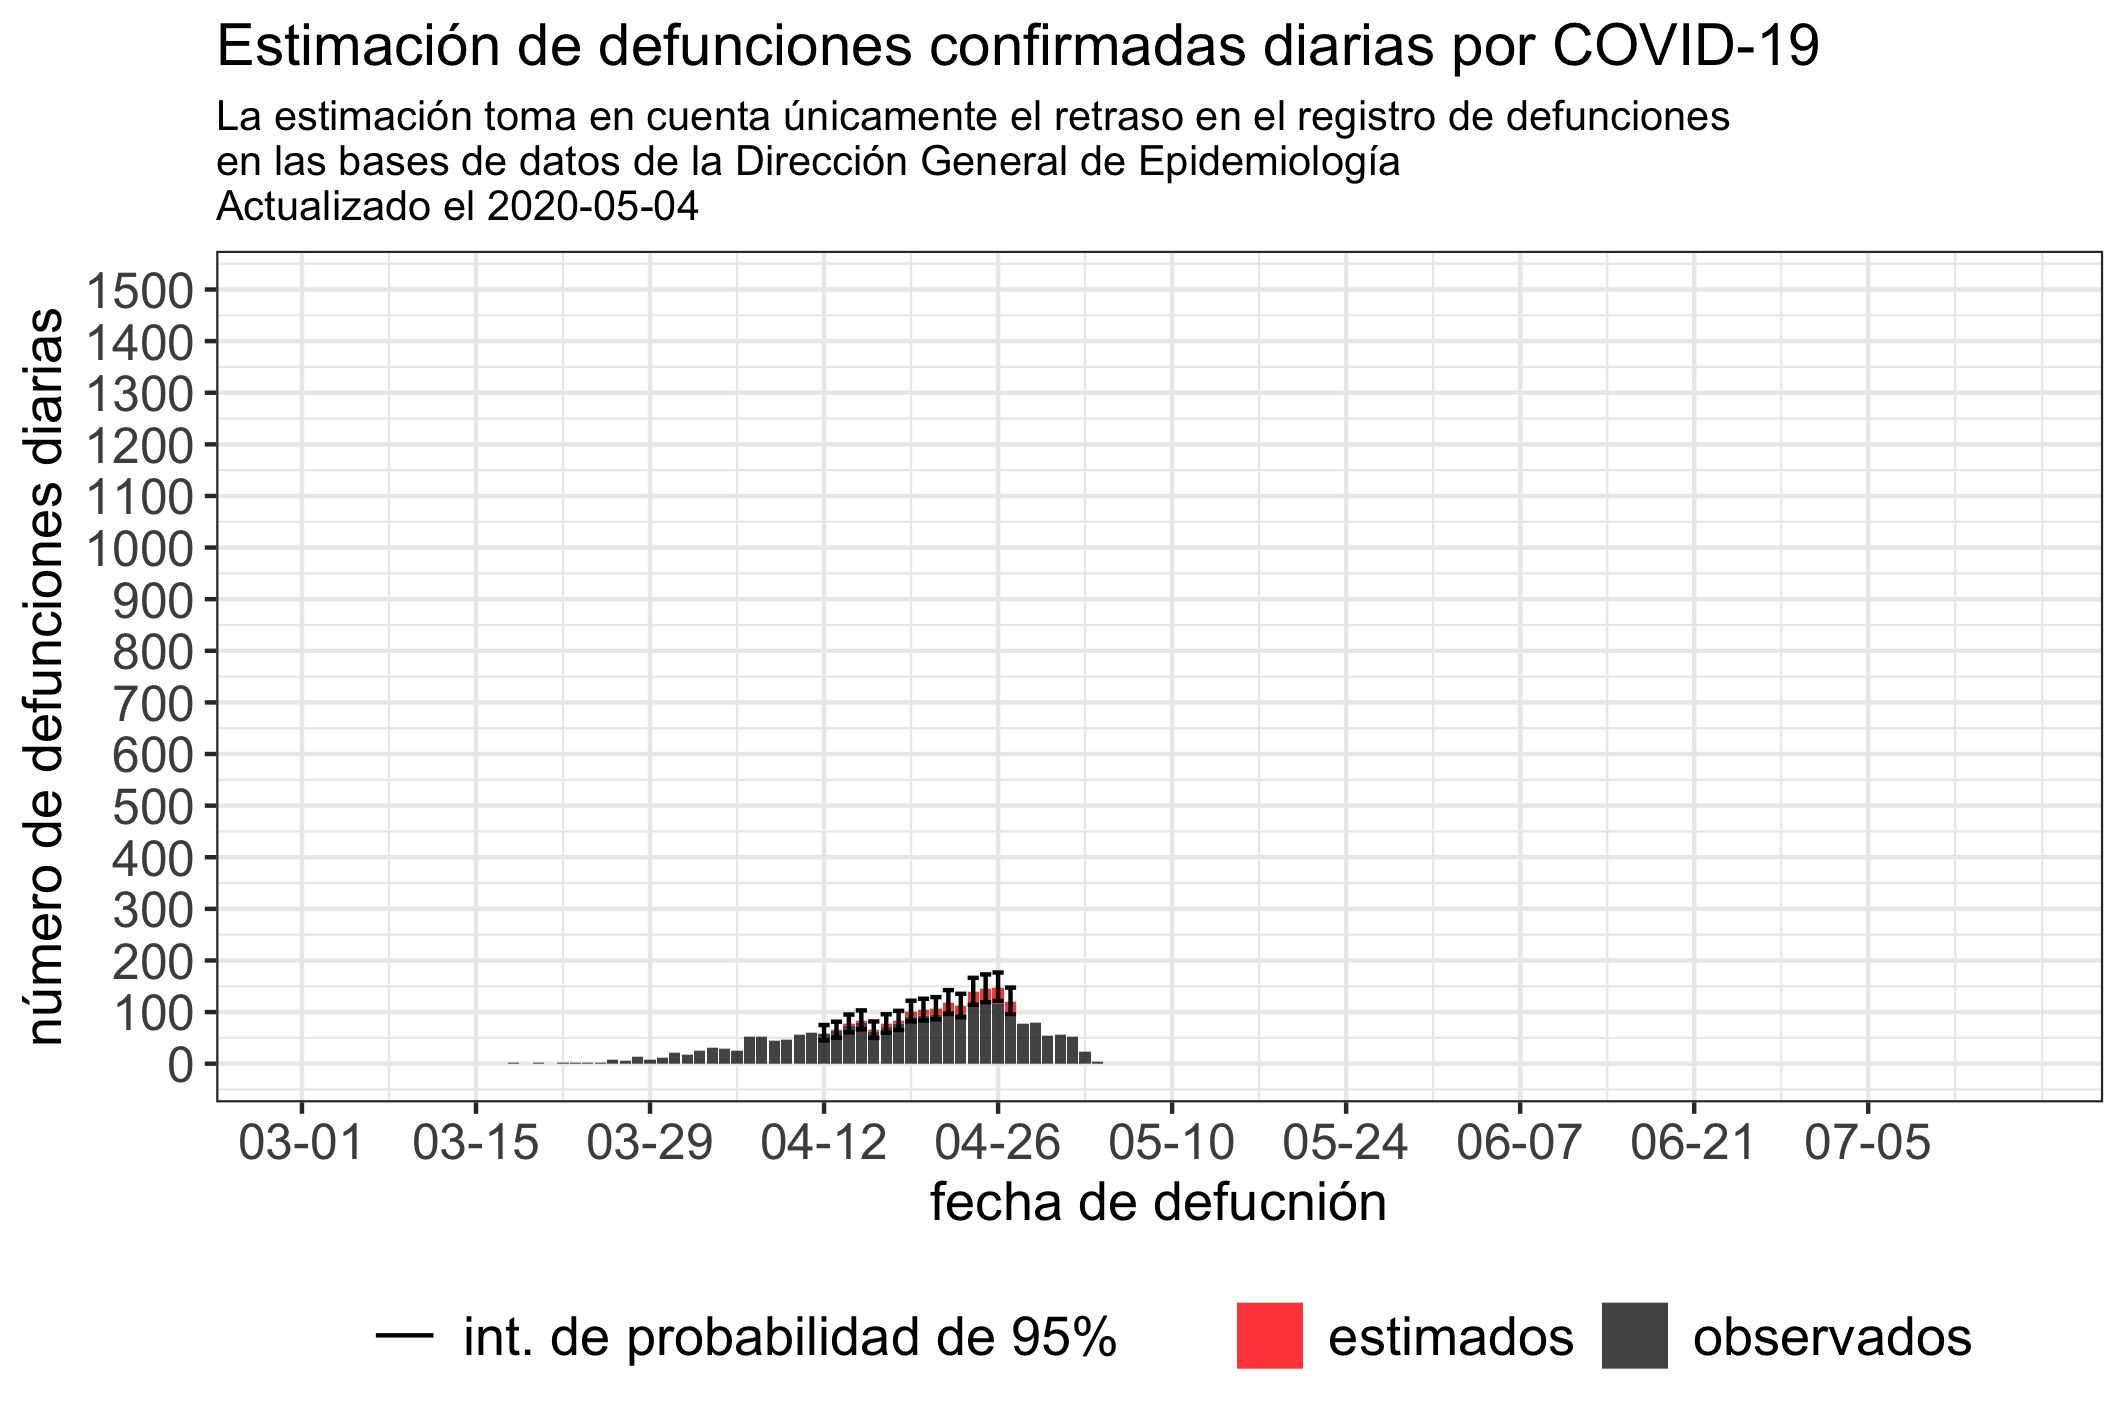 Estimación de defunciones confirmadas diarias por COVID-19
La estimación toma en cuenta únicamente el retraso en el registro de defunciones
en las bases de datos de la Dirección General de Epidemiología
Actualizado el 2020-05-04
número de defunciones diarias
1500
1400
1300
1200
1100
1000
900
800
700
600
500
400
300
200
100
0
03-01 03-15 03-29 04-12 04-26 05-10 05-24 06-07 06-21 07-05
fecha de defucnión
int. de probabilidad de 95% estimados observados